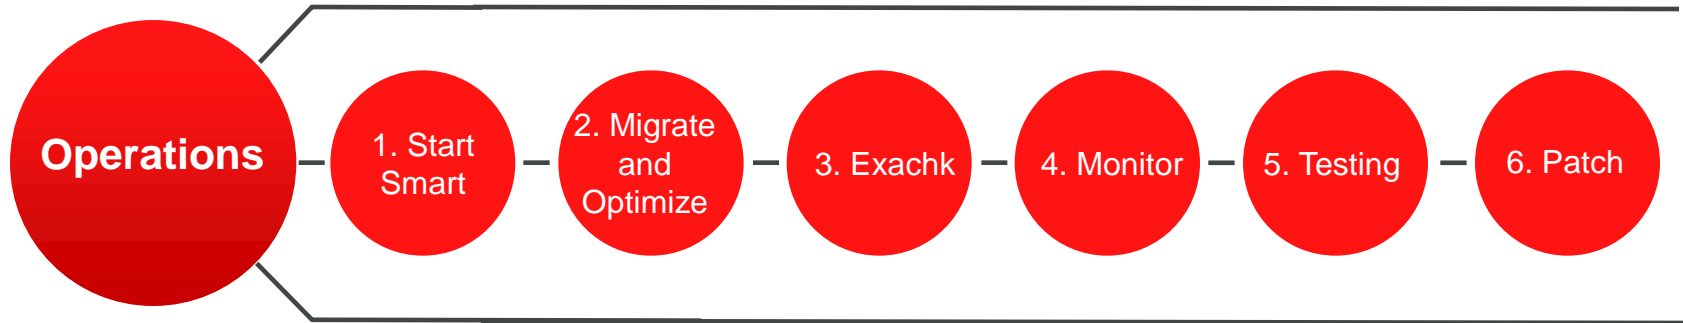 Operations
1. Start
Smart
2. Migrate
and
Optimize
3. Exachk
4. Monitor
5. Testing
6. Patch